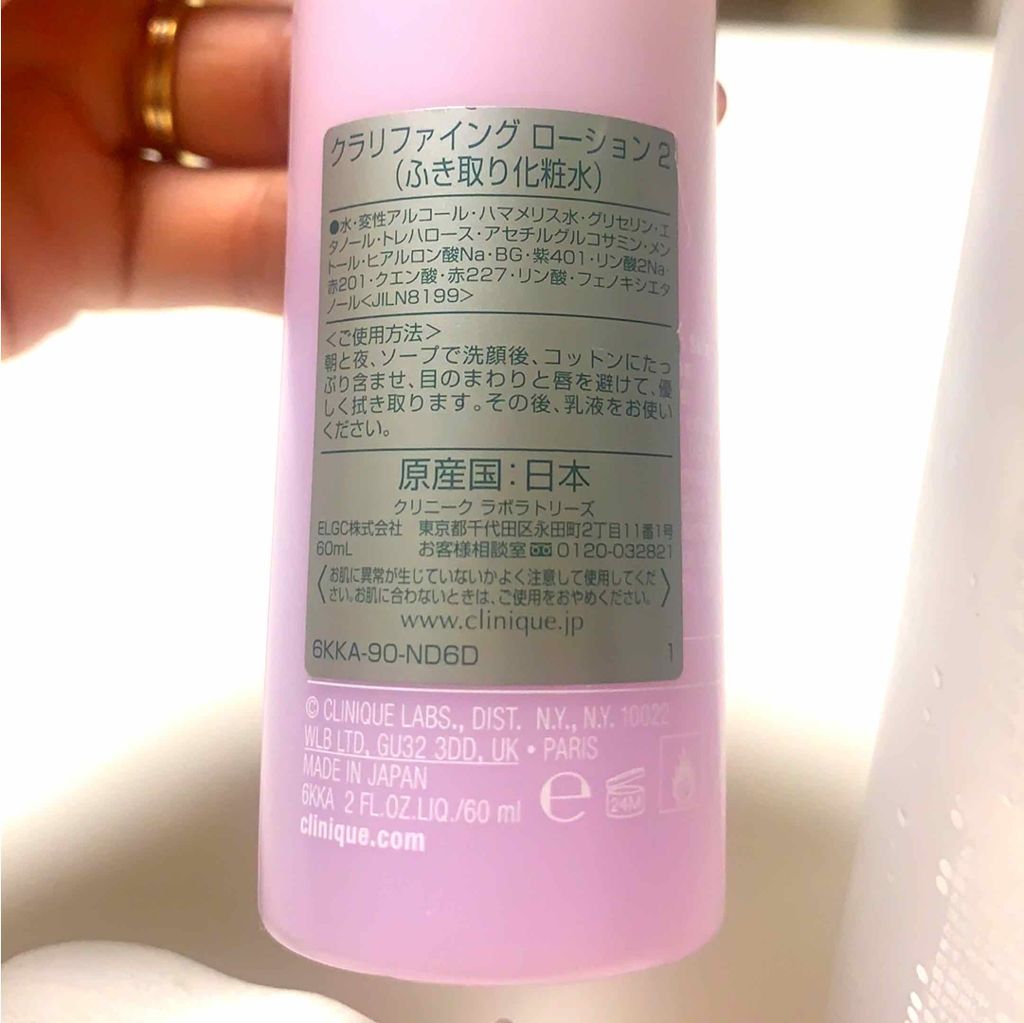 クラリファイング ローション 2
(ふき取り化粧水)
●水・変性アルコール・ハマメリス水・グリセリン・エ
タノール・トレハロース・アセチルグルコサミン・メン
トール・ヒアルロン酸Na・BG・紫401・リン酸2Na・
赤201・クエン酸・赤227・リン酸・フェノキシエタ
ノール<JILN8199>
<ご使用方法>
朝と夜、ソープで洗顔後、コットンにたっ
ぷり含ませ、目のまわりと唇を避けて、優
しく拭き取ります。その後、乳液をお使い
ください。
原産国:日本
クリニーク ラボラトリーズ
ELGC株式会社 東京都千代田区永田町2丁目11番1号
60mL お客様相談室 0120-032821
〈お肌に異常が生じていないかよく注意して使用してくだ
さい。お肌に合わないときは、ご使用をおやめください。〉
www.clinique.jp
6KKA-90-ND6D 1
© CLINIQUE LABS., DIST. N.Y., N.Y. 10022
WLB LTD, GU32 3DD, UK • PARIS
MADE IN JAPAN
6KKA 2 FL.OZ.LIQ./60 ml e 24M
clinique.com